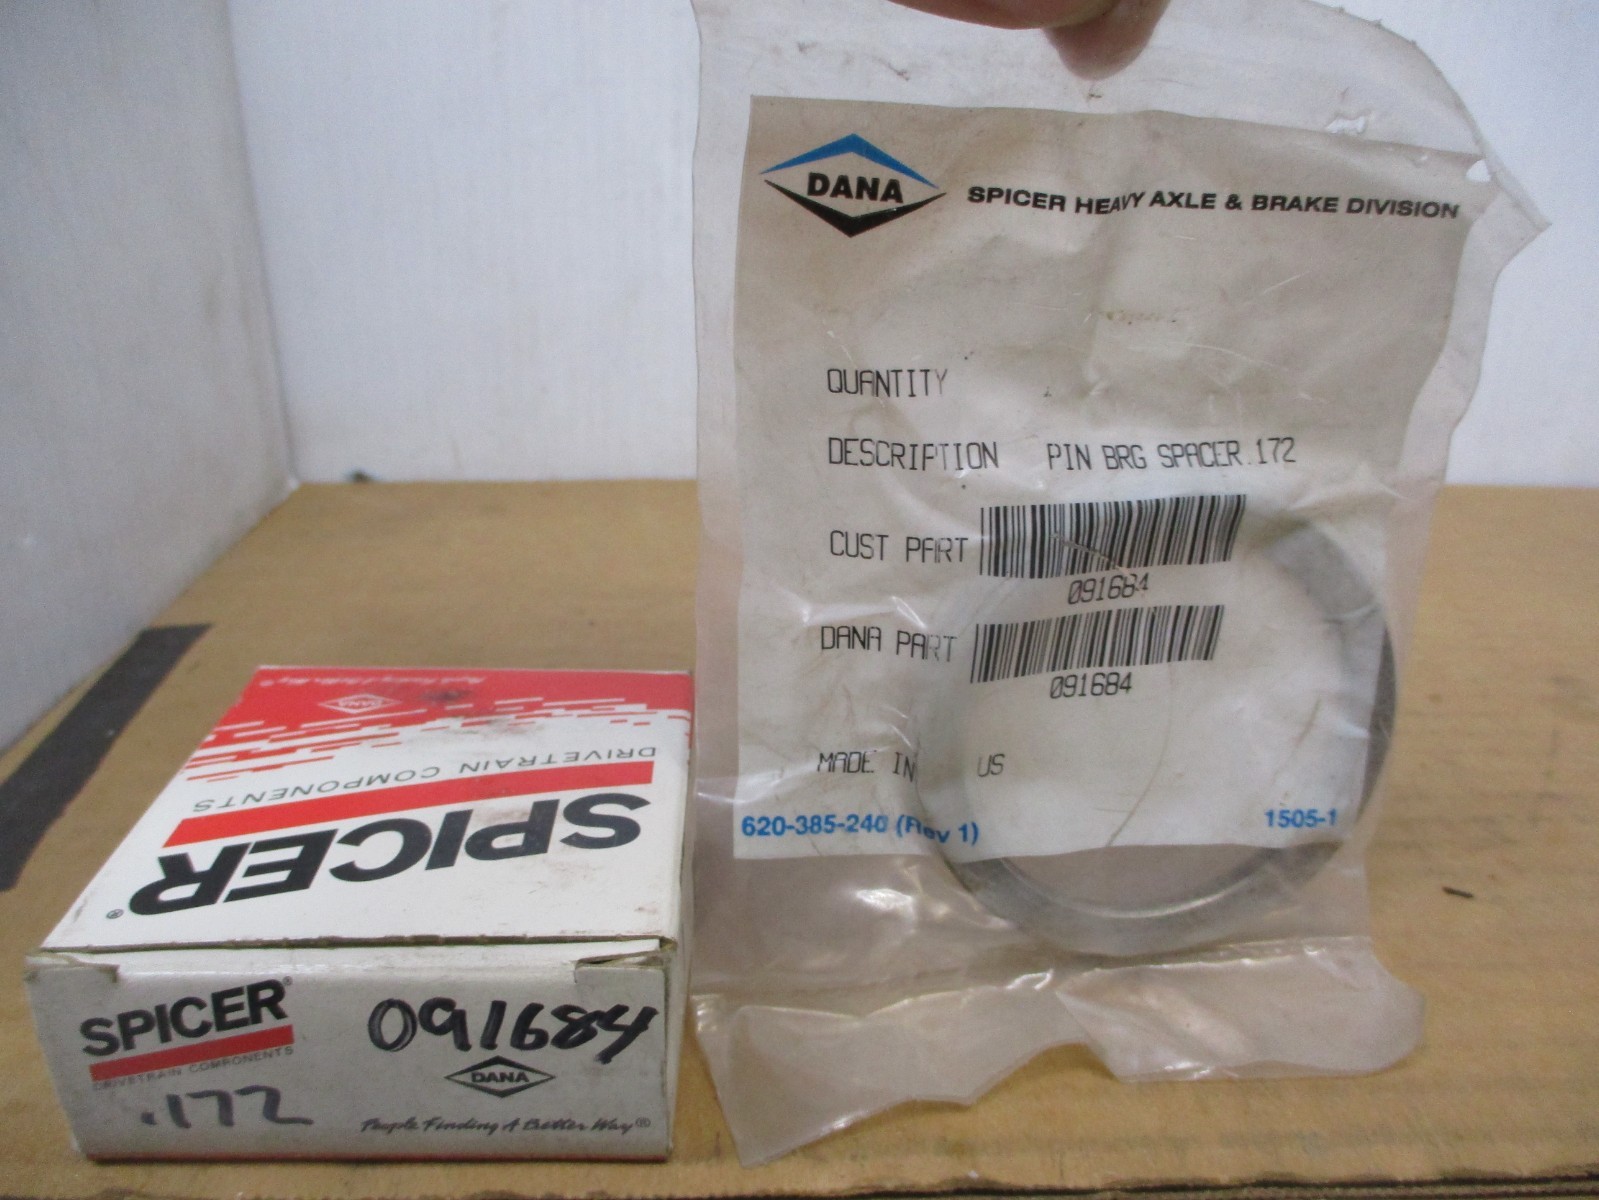 DANA
SPICER HEAVY AXLE & BRAKE DIVISION
QUANTITY
DESCRIPTION PIN BRG SPACER.172
CUST PART
091684
DANA PART
091684
MADE IN US
620-385-240 (Rev 1) 1505-1
DANA
DRIVETRAIN COMPONENTS
SPICER®
SPICER®
DRIVETRAIN COMPONENTS
.172
091684
DANA
People Finding A Better Way®